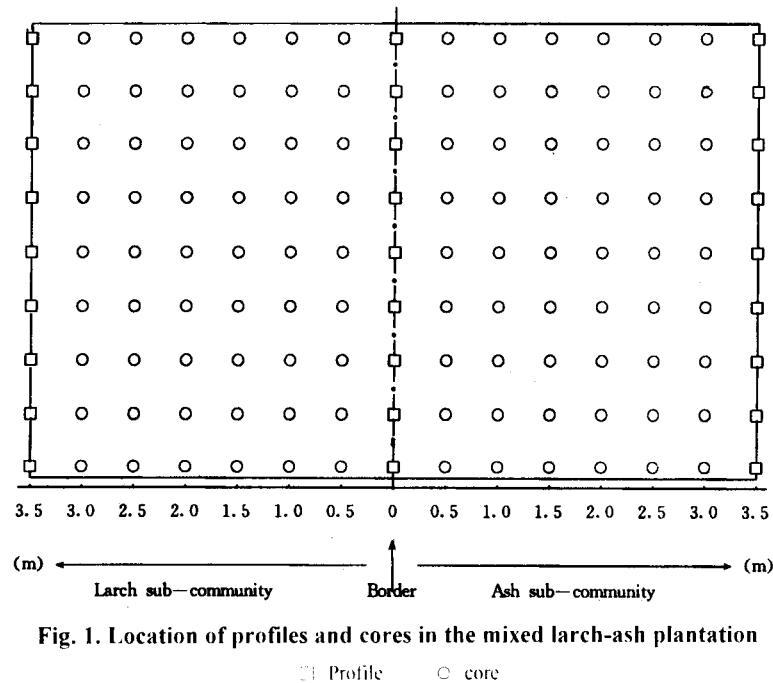 3.5 3.0 2.5 2.0 1.5 1.0 0.5 0 0.5 1.0 1.5 2.0 2.5 3.0 3.5
(m) (m)
Larch sub-community Border Ash sub-community
Fig. 1. Location of profiles and cores in the mixed larch-ash plantation
Profile core